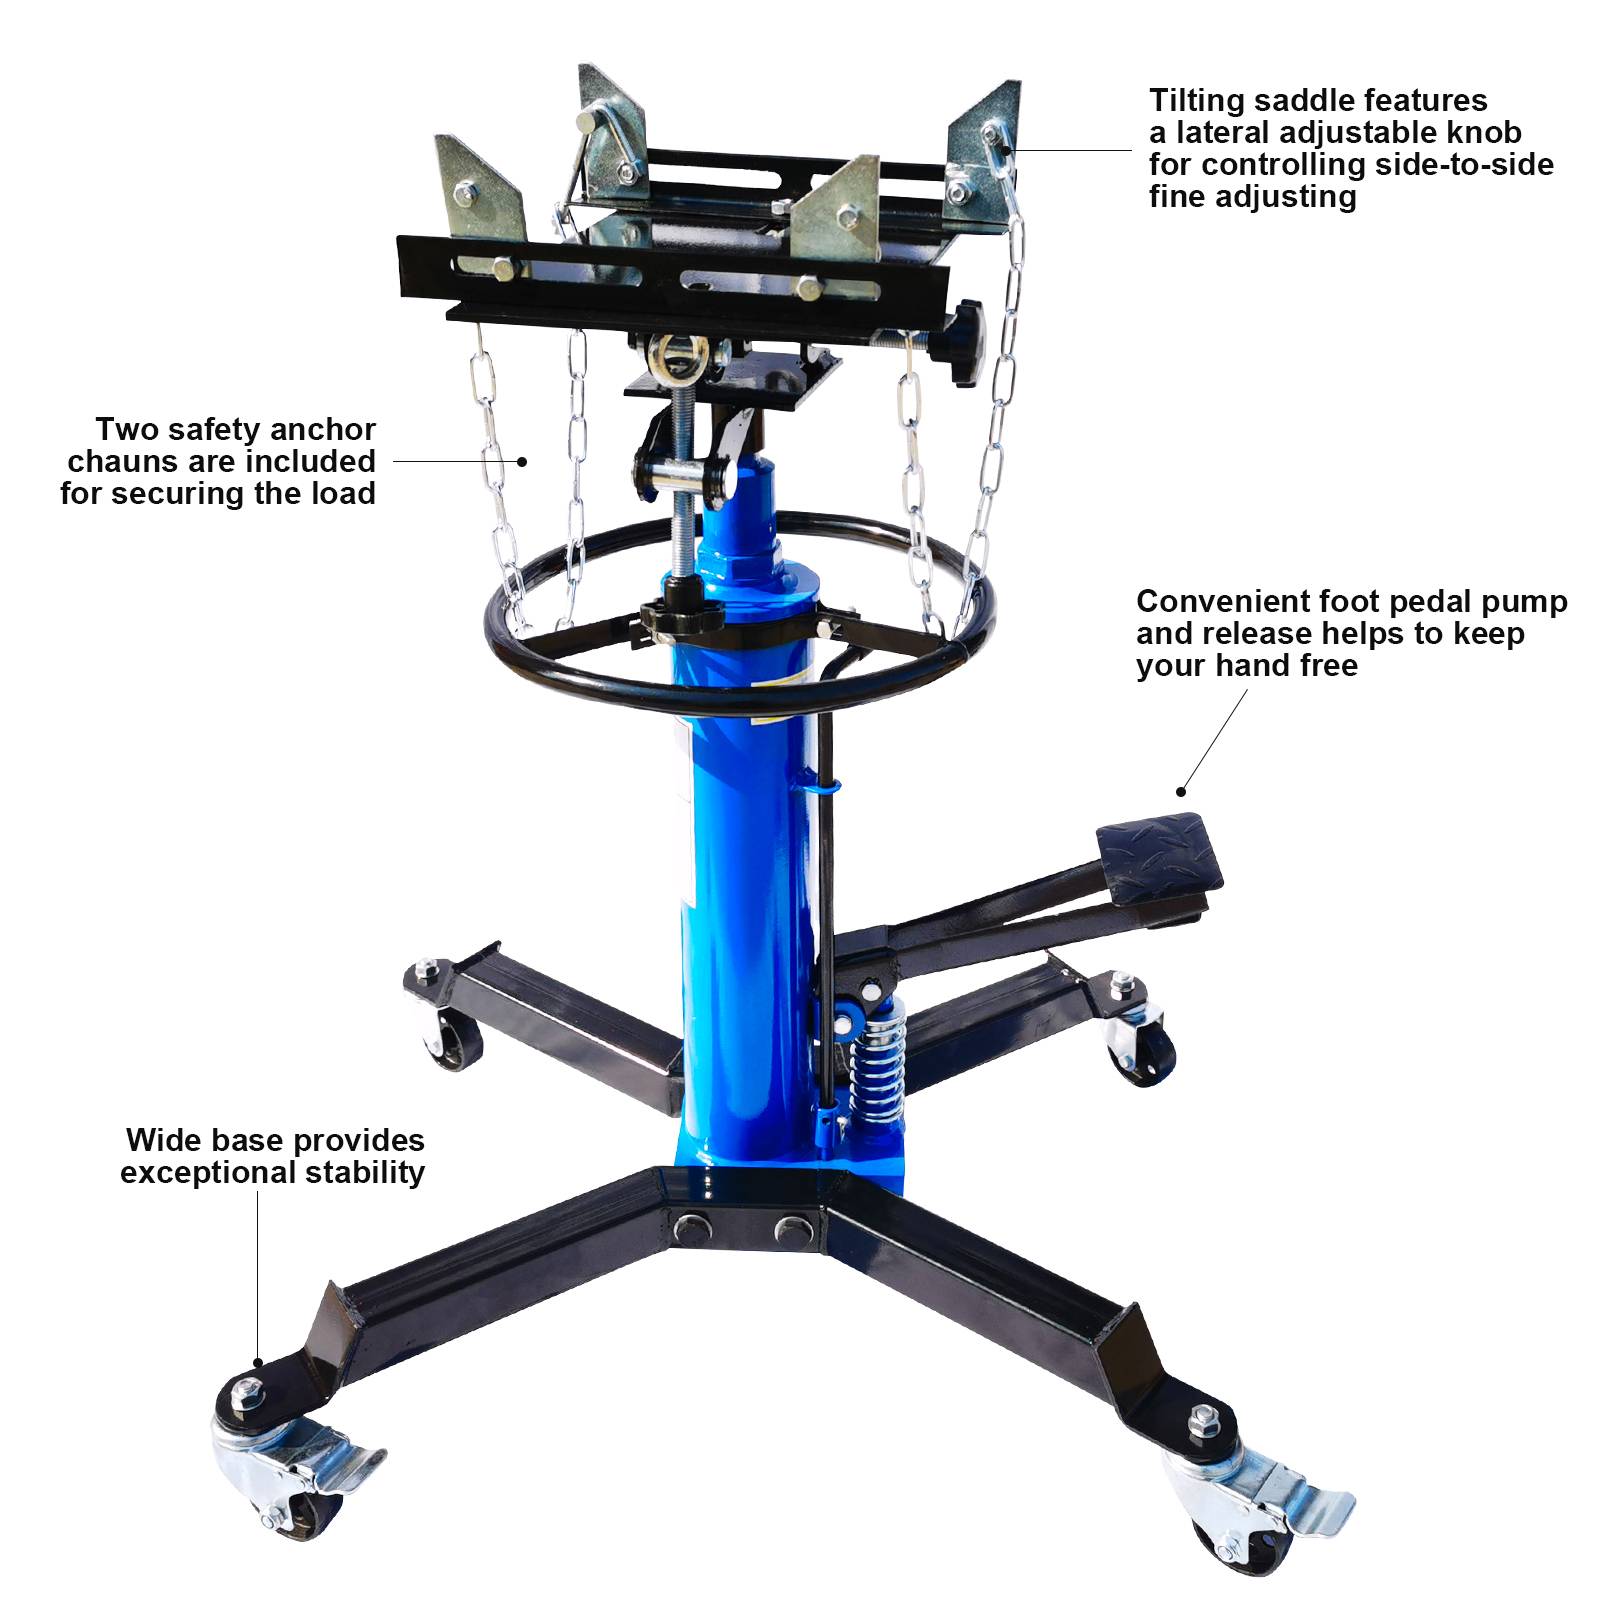 Tilting saddle features
a lateral adjustable knob
for controlling side-to-side
fine adjusting
Two safety anchor
chauns are included
for securing the load
Convenient foot pedal pump
and release helps to keep
your hand free
Wide base provides
exceptional stability